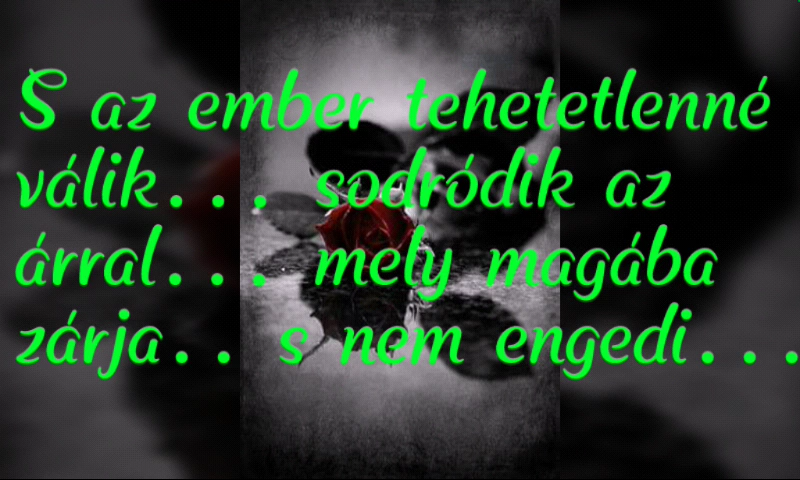 S az ember tehetetlenné
válik... sodródik az
árral... mely magába
zárja.. s nem engedi...